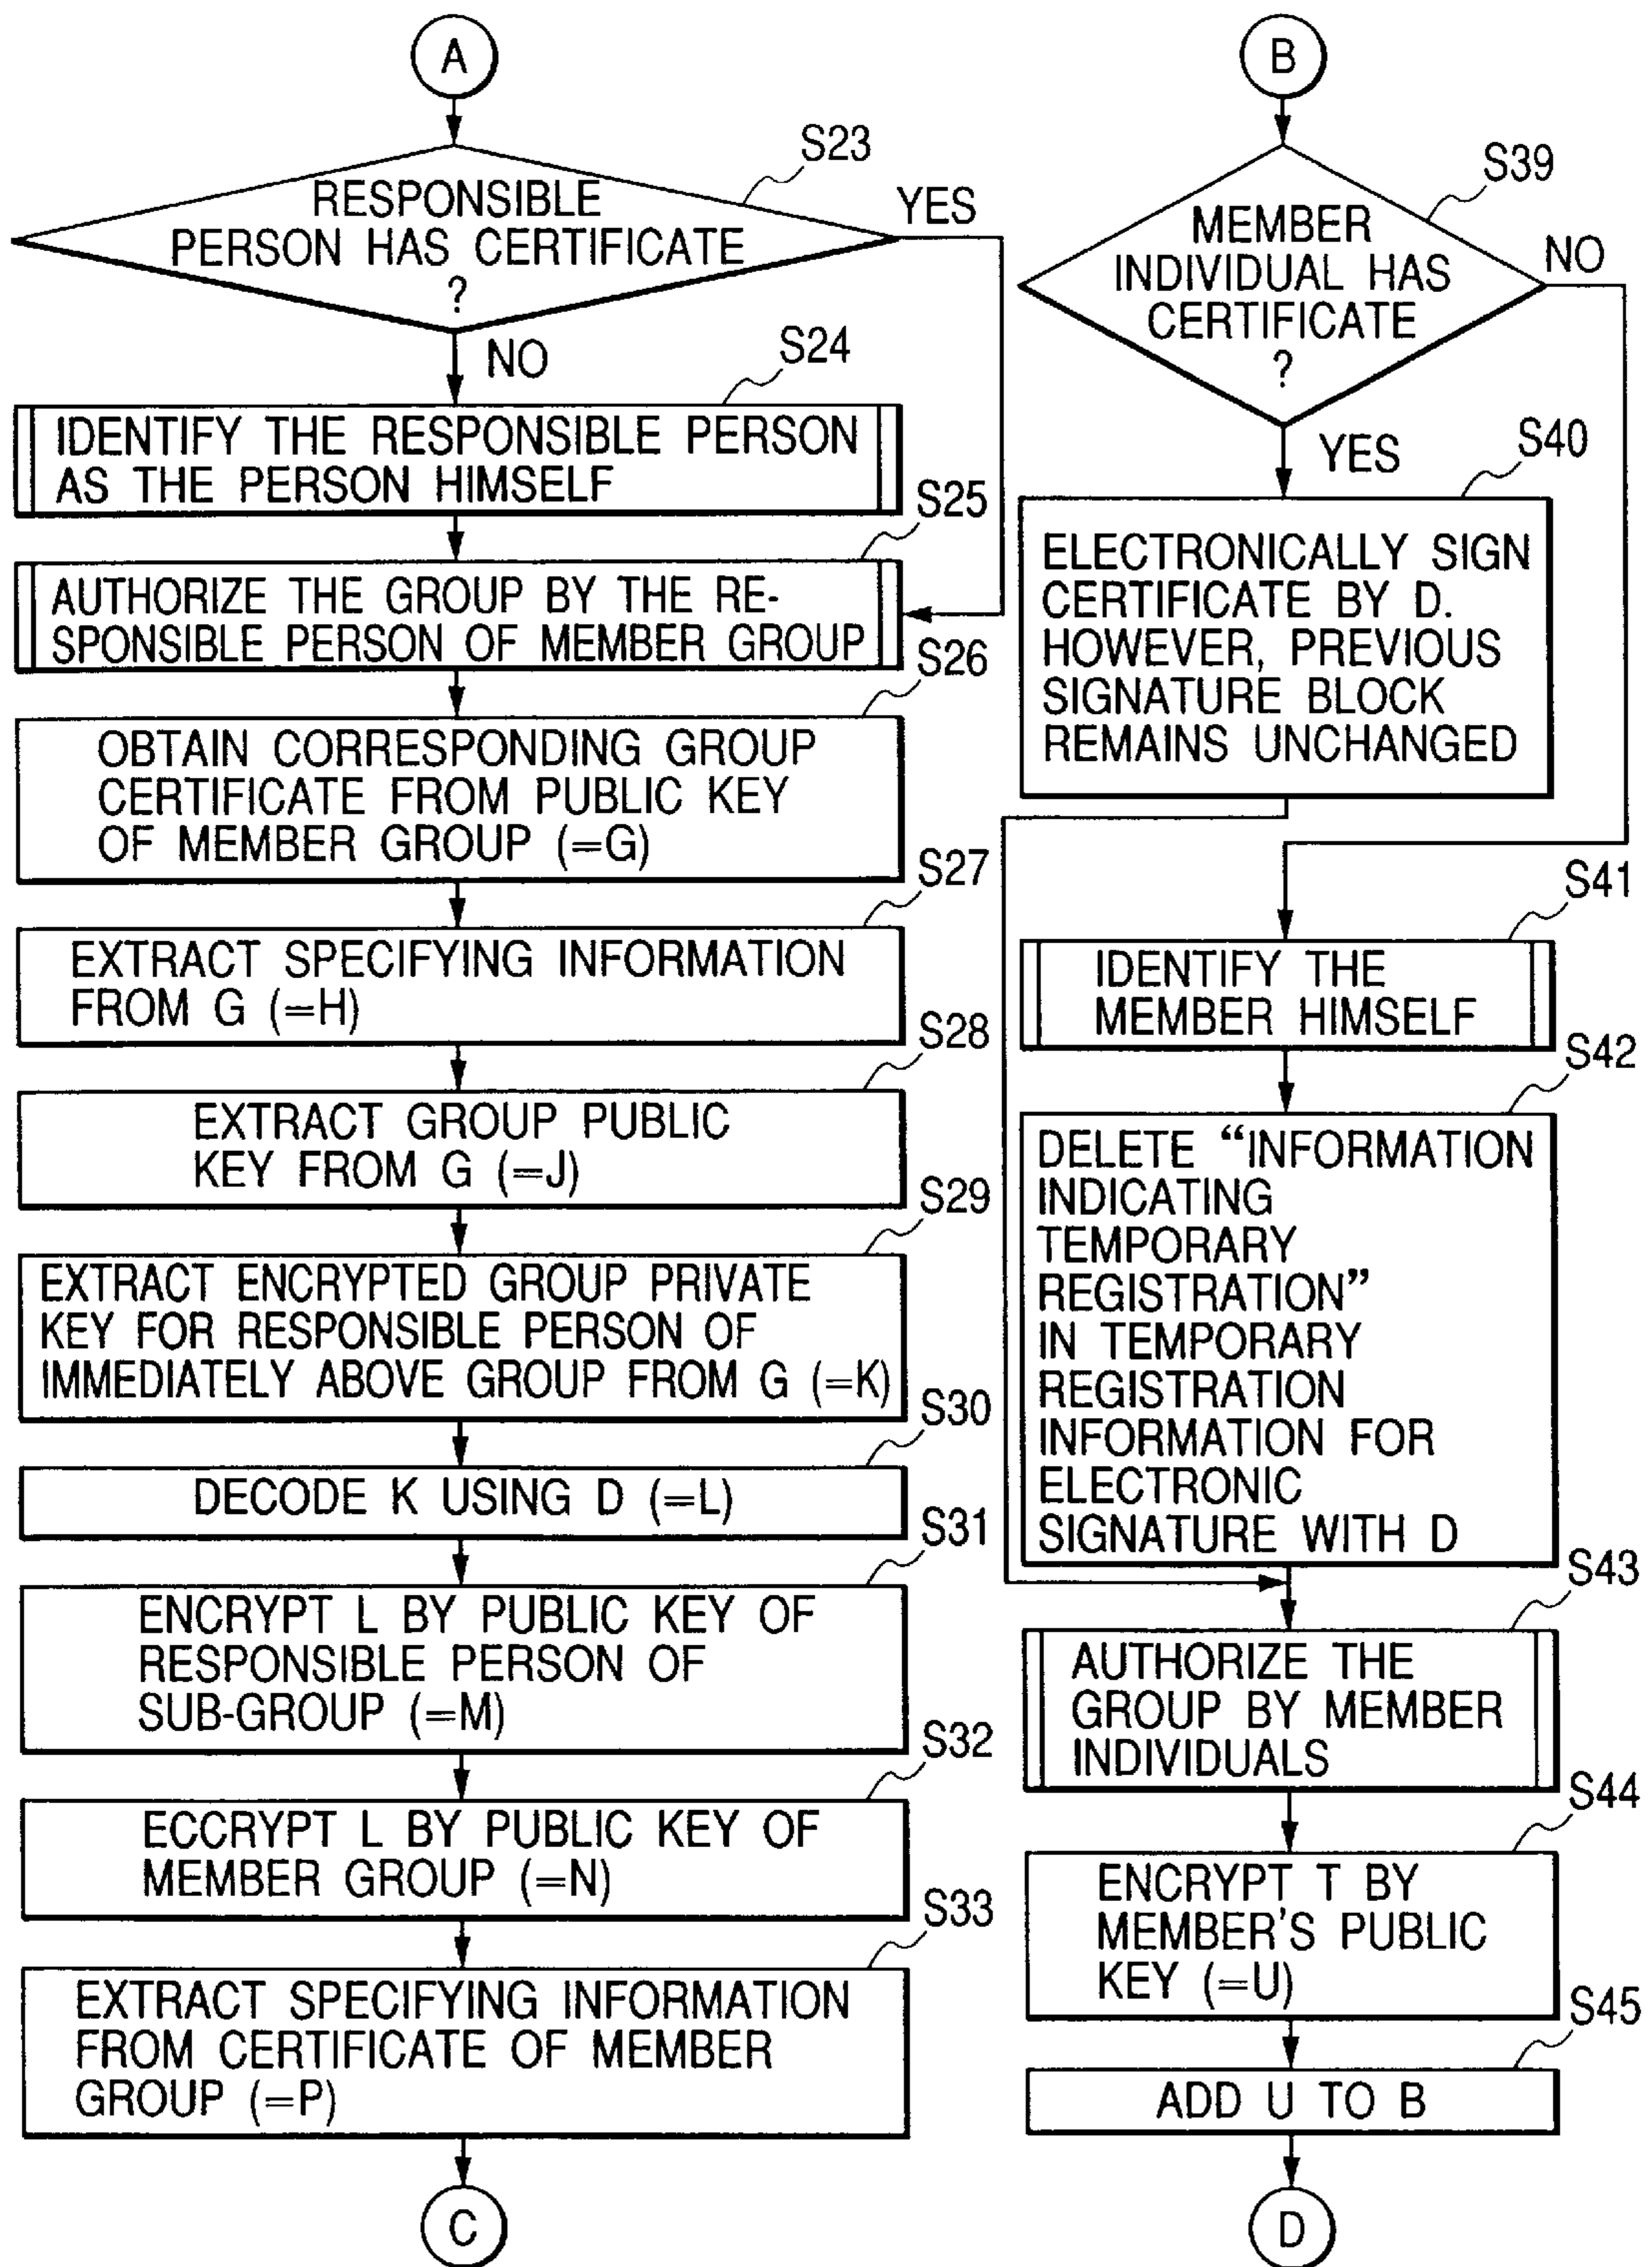 A
S23
RESPONSIBLE
PERSON HAS CERTIFICATE
?
YES
NO
S24
IDENTIFY THE RESPONSIBLE PERSON
AS THE PERSON HIMSELF
S25
AUTHORIZE THE GROUP BY THE RE-
SPONSIBLE PERSON OF MEMBER GROUP
S26
OBTAIN CORRESPONDING GROUP
CERTIFICATE FROM PUBLIC KEY
OF MEMBER GROUP (=G)
S27
EXTRACT SPECIFYING INFORMATION
FROM G (=H)
S28
EXTRACT GROUP PUBLIC
KEY FROM G (=J)
S29
EXTRACT ENCRYPTED GROUP PRIVATE
KEY FOR RESPONSIBLE PERSON OF
IMMEDIATELY ABOVE GROUP FROM G (=K)
S30
DECODE K USING D (=L)
S31
ENCRYPT L BY PUBLIC KEY OF
RESPONSIBLE PERSON OF
SUB-GROUP (=M)
S32
ECCRYPT L BY PUBLIC KEY OF
MEMBER GROUP (=N)
S33
EXTRACT SPECIFYING INFORMATION
FROM CERTIFICATE OF MEMBER
GROUP (=P)
C
B
S39
MEMBER
INDIVIDUAL HAS
CERTIFICATE
?
NO
YES
S40
ELECTRONICALLY SIGN
CERTIFICATE BY D.
HOWEVER, PREVIOUS
SIGNATURE BLOCK
REMAINS UNCHANGED
S41
IDENTIFY THE
MEMBER HIMSELF
S42
DELETE “INFORMATION
INDICATING
TEMPORARY
REGISTRATION”
IN TEMPORARY
REGISTRATION
INFORMATION FOR
ELECTRONIC
SIGNATURE WITH D
S43
AUTHORIZE THE
GROUP BY MEMBER
INDIVIDUALS
S44
ENCRYPT T BY
MEMBER'S PUBLIC
KEY (=U)
S45
ADD U TO B
D